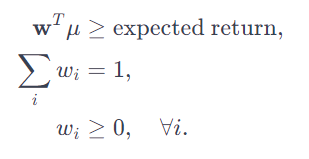 w^T μ ≥ expected return,
∑_i w_i = 1,
w_i ≥ 0, ∀i.